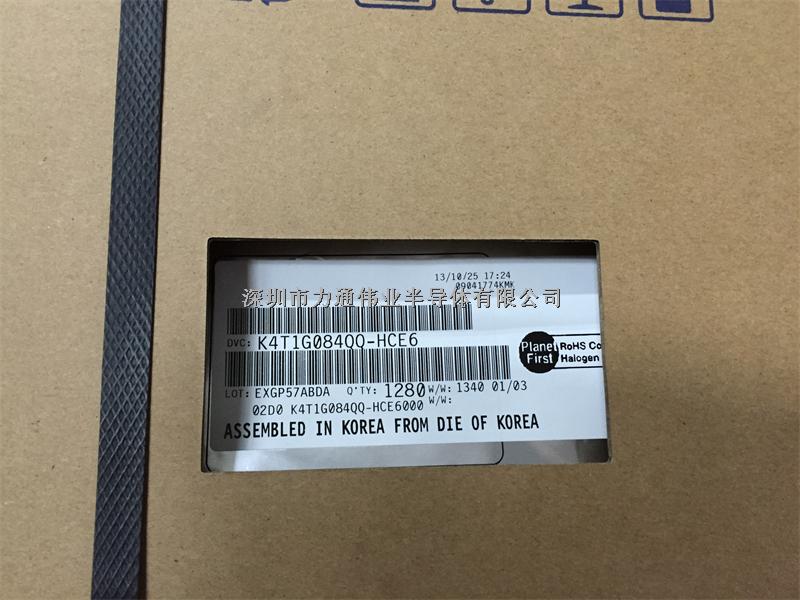 13/10/25 17:24
09041774KMK
深圳市力通伟业半导体有限公司
DVC: K4T1G084QQ-HCE6
Planet First
RoHS Co
Halogen
LOT: EXGP57ABDA Q'TY: 1280 W/W: 1340 01/03
02D0 K4T1G084QQ-HCE6000 W/W:
ASSEMBLED IN KOREA FROM DIE OF KOREA